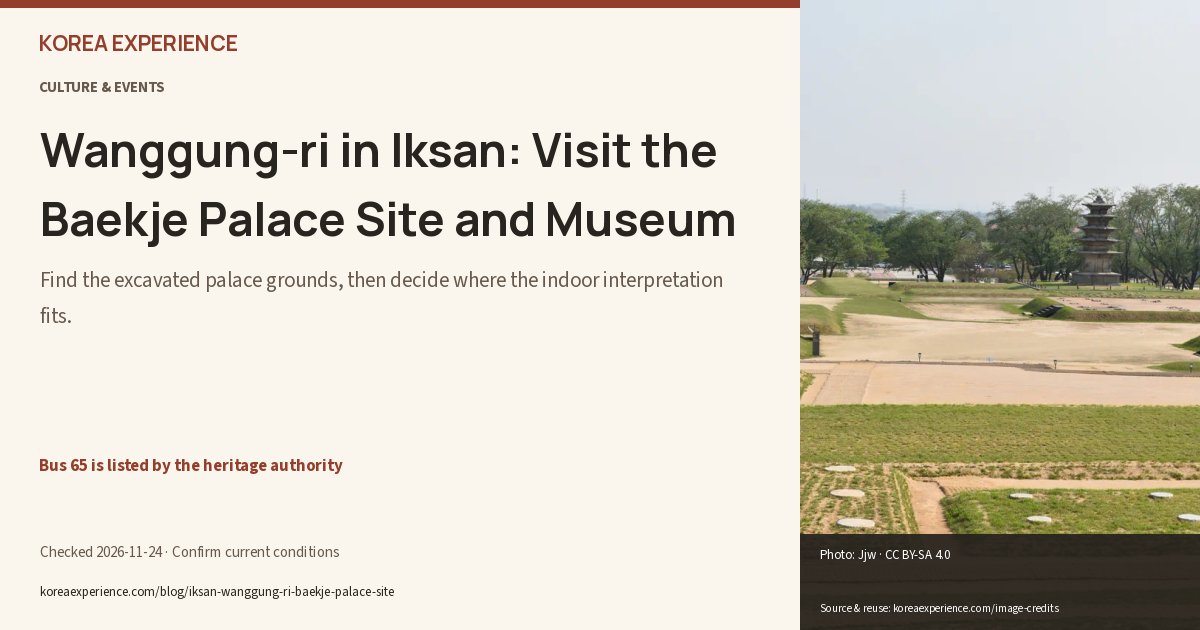 KOREA EXPERIENCE
CULTURE & EVENTS
Wanggung-ri in Iksan: Visit the
Baekje Palace Site and Museum
Find the excavated palace grounds, then decide where the indoor interpretation
fits.
Bus 65 is listed by the heritage authority
Checked 2026-11-24 · Confirm current conditions
koreaexperience.com/blog/iksan-wanggung-ri-baekje-palace-site
Photo: Jjw · CC BY-SA 4.0
Source & reuse: koreaexperience.com/image-credits